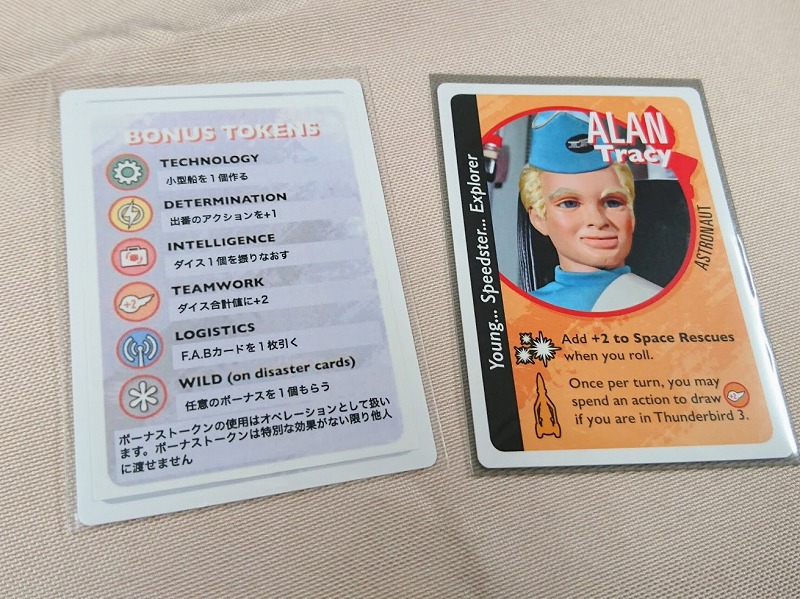 BONUS TOKENS
TECHNOLOGY
小型船を1個作る
DETERMINATION
出番のアクションを+1
INTELLIGENCE
ダイス1個を振りなおす
TEAMWORK
+2
ダイス合計値に+2
LOGISTICS
F.A.Bカードを1枚引く
WILD (on disaster cards)
任意のボーナスを1個もらう
ボーナストークンの使用はオペレーションとして扱い
ます。ボーナストークンは特別な効果がない限り他人
に渡せません
ALAN
Tracy
Young... Speedster... Explorer
ASTRONAUT
Add +2 to Space Rescues
when you roll.
Once per turn, you may
spend an action to draw +2
if you are in Thunderbird 3.